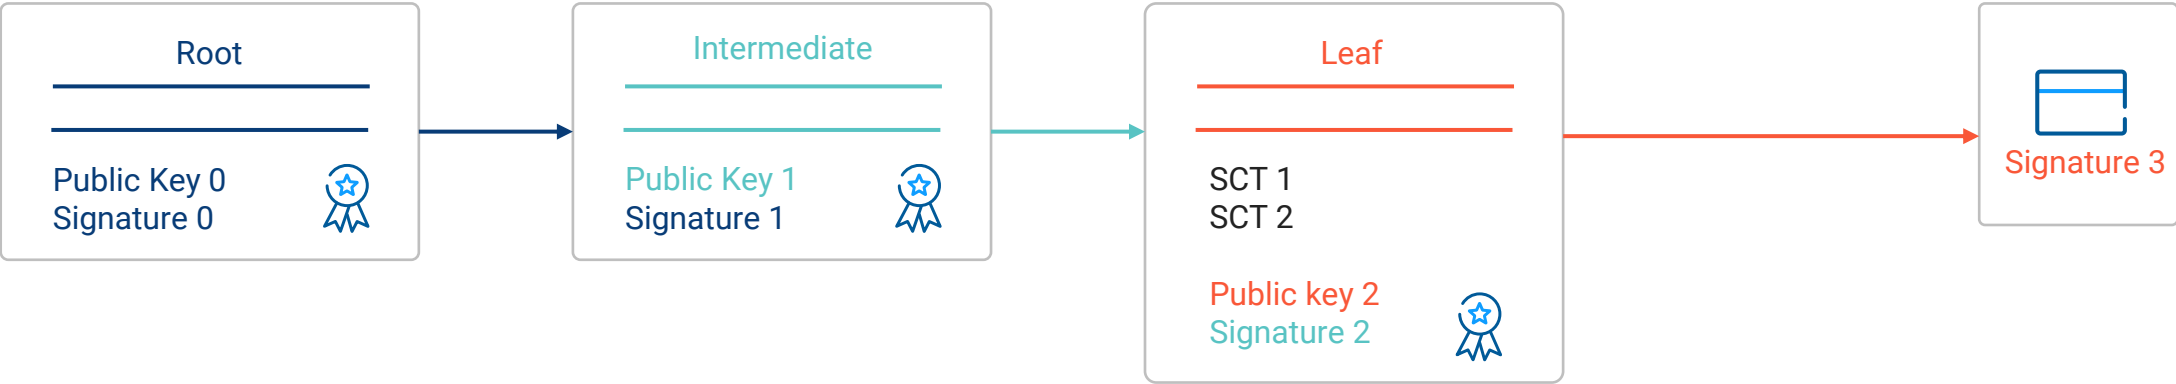 Root
Public Key 0
Signature 0
Intermediate
Public Key 1
Signature 1
Leaf
SCT 1
SCT 2
Public key 2
Signature 2
Signature 3